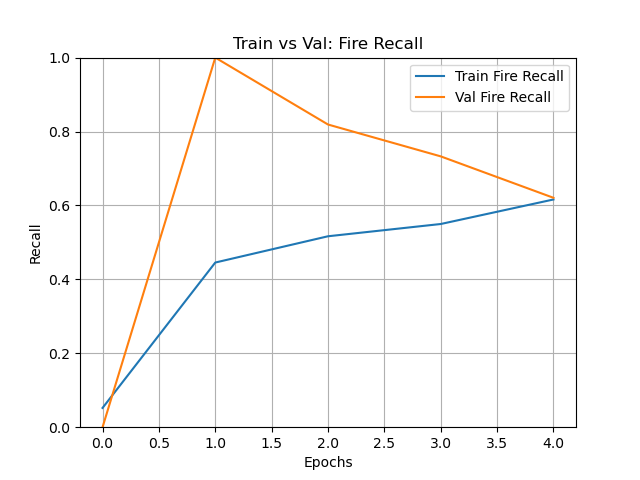 Train vs Val: Fire Recall
Train Fire Recall
Val Fire Recall
1.0
0.8
0.6
0.4
0.2
0.0
Recall
0.0 0.5 1.0 1.5 2.0 2.5 3.0 3.5 4.0
Epochs